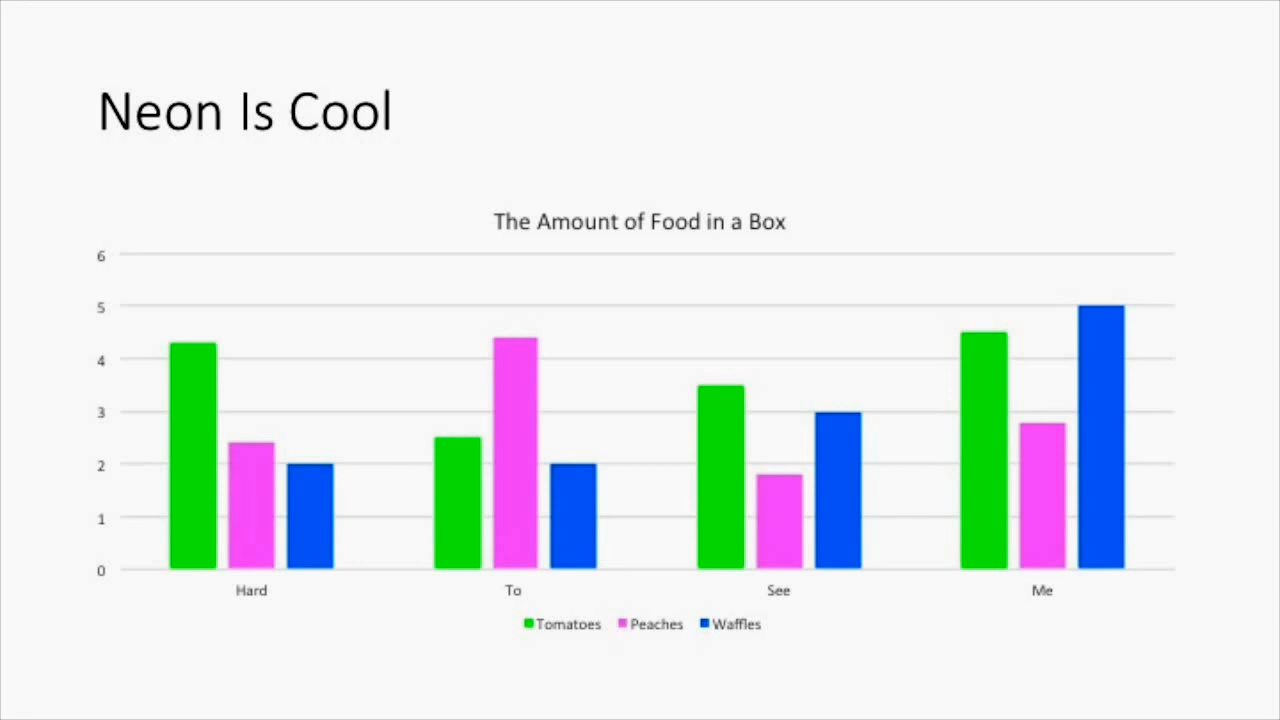 Neon Is Cool
The Amount of Food in a Box
6
5
4
3
2
1
0
Hard To See Me
Tomatoes Peaches Waffles